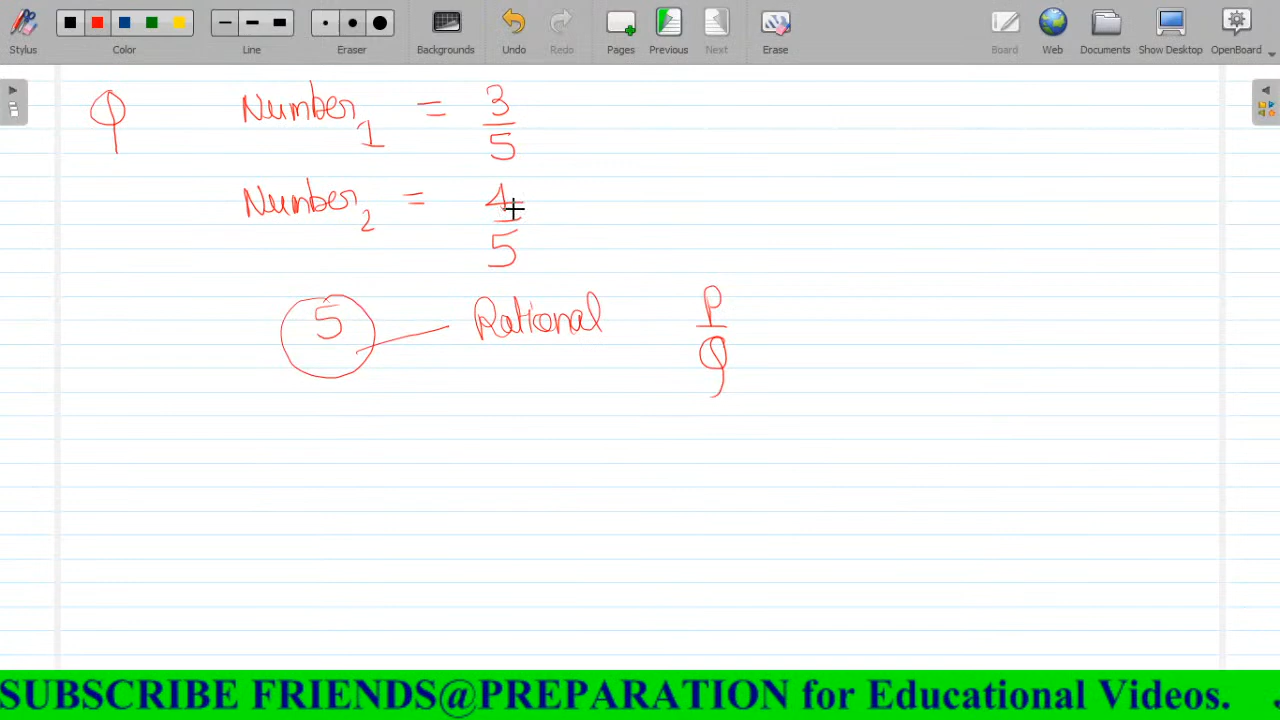 Stylus Color Line Eraser Backgrounds Undo Redo Pages Previous Next Erase Board Web Documents Show Desktop OpenBoard
Q Number1 = 3/5
Number2 = 4/5
5 Rational P/Q
SUBSCRIBE FRIENDS@PREPARATION for Educational Videos.